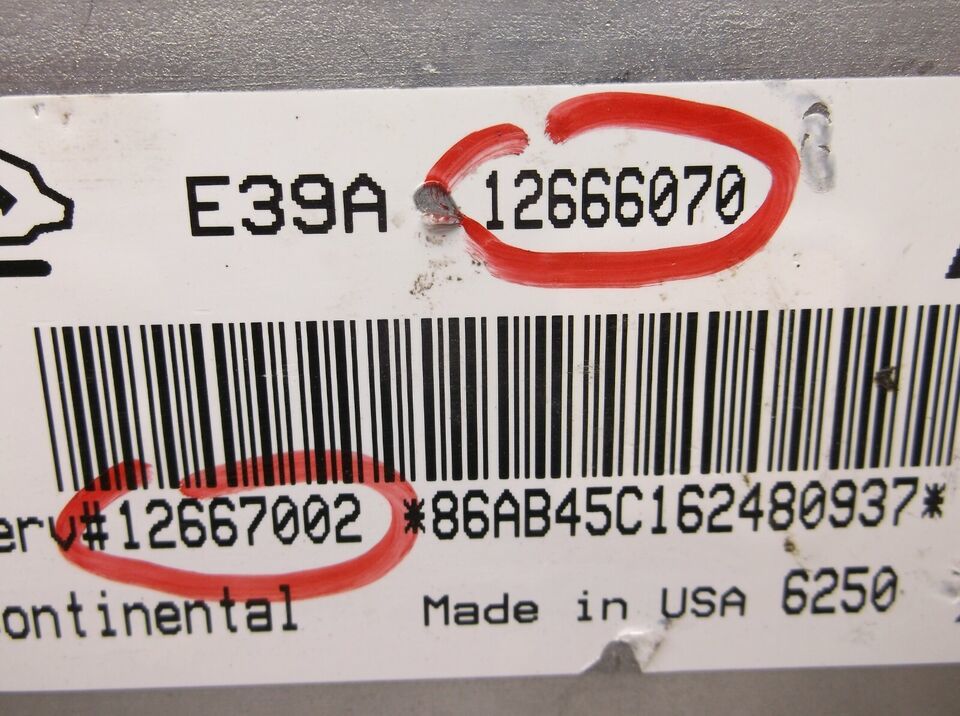 E39A 12666070
erv#12667002 *86AB45C162480937*
ontinental Made in USA 6250